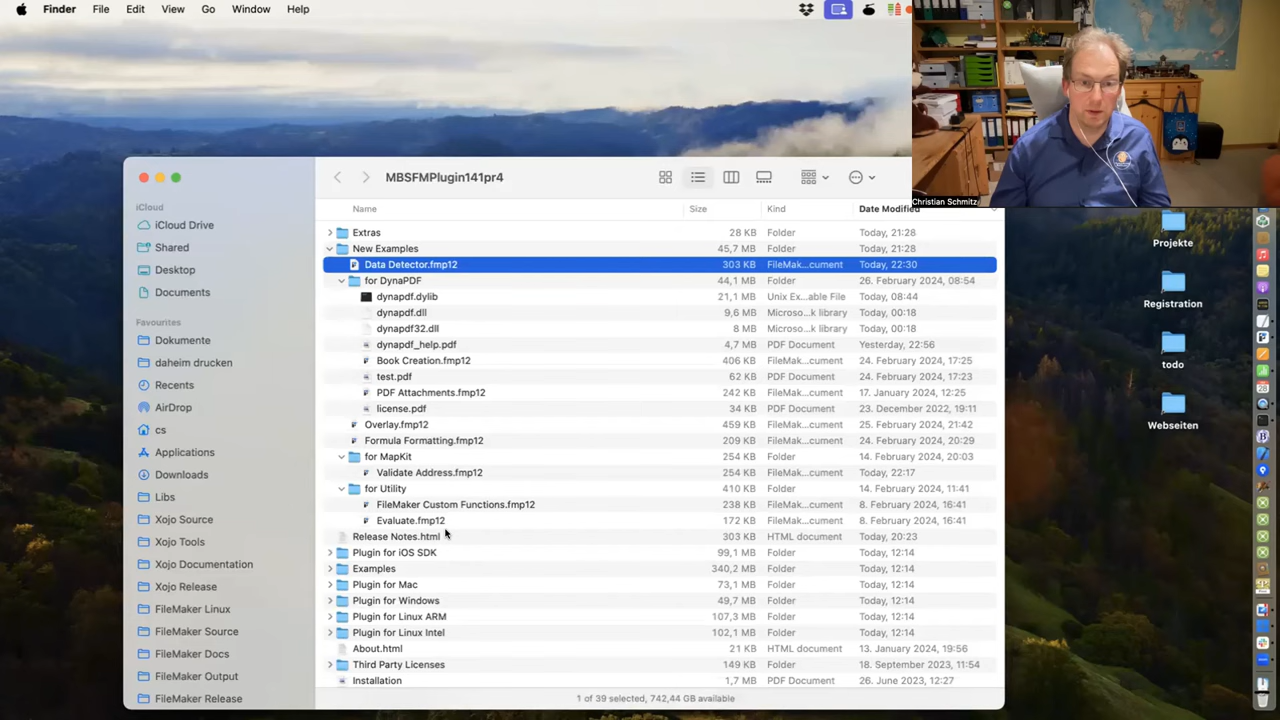 Finder File Edit View Go Window Help
Christian Schmitz
MBSFMPlugin141pr4
iCloud
iCloud Drive
Shared
Desktop
Documents
Favourites
Dokumente
daheim drucken
Recents
AirDrop
cs
Applications
Downloads
Libs
Xojo Source
Xojo Tools
Xojo Documentation
Xojo Release
FileMaker Linux
FileMaker Source
FileMaker Docs
FileMaker Output
FileMaker Release
Name Size Kind Date Modified
Extras 28 KB Folder Today, 21:28
New Examples 45,7 MB Folder Today, 21:28
Data Detector.fmp12 303 KB FileMak...cument Today, 22:30
for DynaPDF 44,1 MB Folder 26. February 2024, 08:54
dynapdf.dylib 21,1 MB Unix Ex...able File Today, 08:44
dynapdf.dll 9,6 MB Microso...k library Today, 00:18
dynapdf32.dll 8 MB Microso...k library Today, 00:18
dynapdf_help.pdf 4,7 MB PDF Document Yesterday, 22:56
Book Creation.fmp12 406 KB FileMak...cument 24. February 2024, 17:25
test.pdf 62 KB PDF Document 24. February 2024, 17:23
PDF Attachments.fmp12 242 KB FileMak...cument 17. January 2024, 12:25
license.pdf 34 KB PDF Document 23. December 2022, 19:11
Overlay.fmp12 459 KB FileMak...cument 25. February 2024, 21:42
Formula Formatting.fmp12 209 KB FileMak...cument 24. February 2024, 20:29
for MapKit 254 KB Folder 14. February 2024, 20:03
Validate Address.fmp12 254 KB FileMak...cument Today, 22:17
for Utility 410 KB Folder 14. February 2024, 11:41
FileMaker Custom Functions.fmp12 238 KB FileMak...cument 8. February 2024, 16:41
Evaluate.fmp12 172 KB FileMak...cument 8. February 2024, 16:41
Release Notes.html 303 KB HTML document Today, 20:23
Plugin for iOS SDK 99,1 MB Folder Today, 12:14
Examples 340,2 MB Folder Today, 12:14
Plugin for Mac 73,1 MB Folder Today, 12:14
Plugin for Windows 49,7 MB Folder Today, 12:14
Plugin for Linux ARM 107,3 MB Folder Today, 12:14
Plugin for Linux Intel 102,1 MB Folder Today, 12:14
About.html 21 KB HTML document 13. January 2024, 19:56
Third Party Licenses 149 KB Folder 18. September 2023, 11:54
Installation 1,7 MB PDF Document 26. June 2023, 12:27
1 of 39 selected, 742,44 GB available
Projekte
Registration
todo
Webseiten